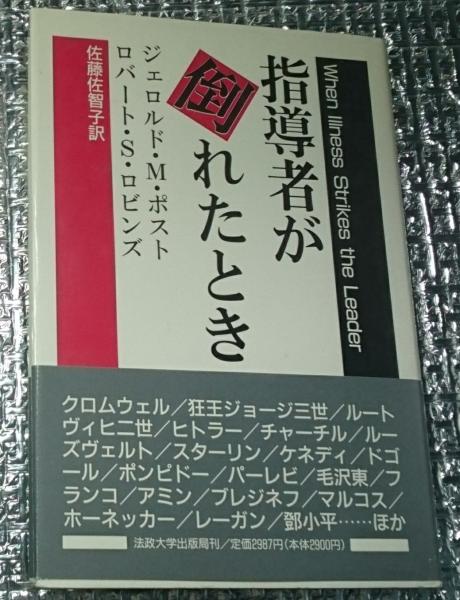 When Illness Strikes the Leader
指導者が
倒れたとき
ジェロルド・M・ポスト
ロバート・S・ロビンズ
佐藤佐智子訳
クロムウェル／狂王ジョージ三世／ルート
ヴィヒ二世／ヒトラー／チャーチル／ルー
ズヴェルト／スターリン／ケネディ／ドゴ
ール／ポンピドー／パーレビ／毛沢東／フ
ランコ／アミン／ブレジネフ／マルコス／
ホーネッカー／レーガン／鄧小平……ほか
法政大学出版局刊／定価2987円（本体2900円）